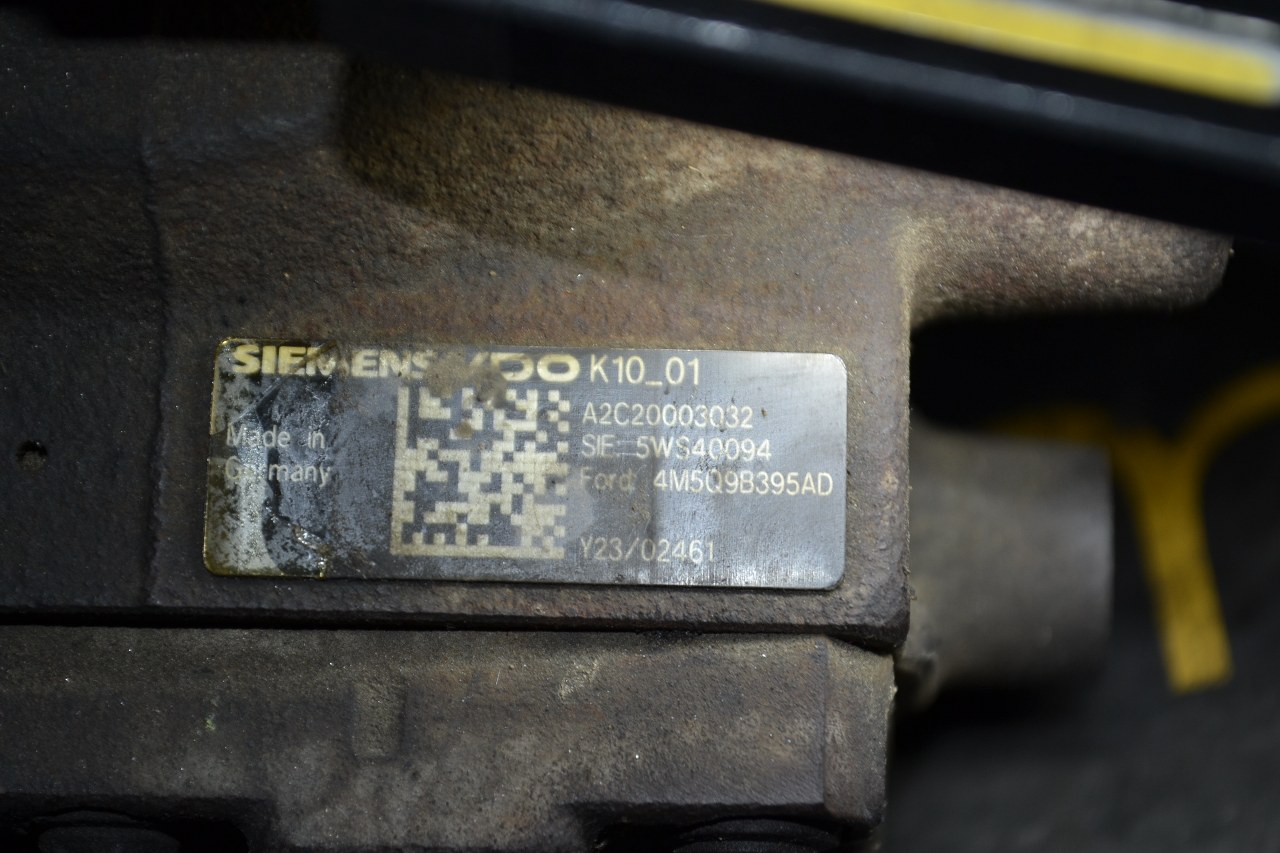 SIEMENS VDO K10_01
A2C20003032
Made in
Germany
SIE 5WS40094
Ford 4M5Q9B395AD
Y23/02461